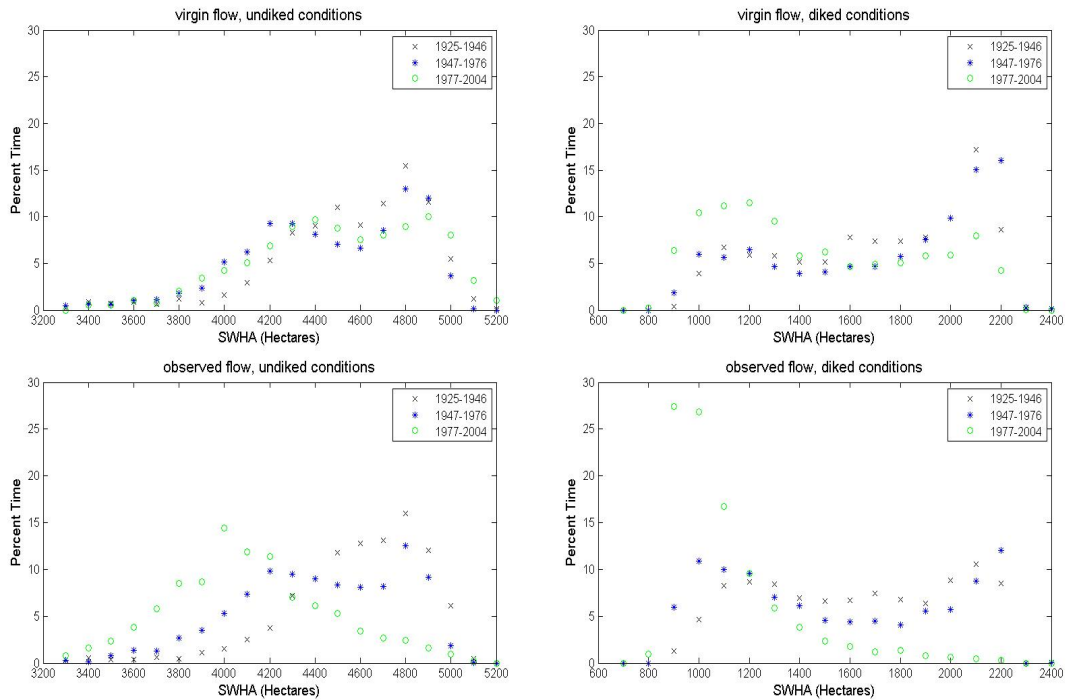 virgin flow, undiked conditions
30
25
20
15
10
5
0
Percent Time
1925-1946
1947-1976
1977-2004
3200 3400 3600 3800 4000 4200 4400 4600 4800 5000 5200
SWHA (Hectares)
virgin flow, diked conditions
30
25
20
15
10
5
0
Percent Time
1925-1946
1947-1976
1977-2004
600 800 1000 1200 1400 1600 1800 2000 2200 2400
SWHA (Hectares)
observed flow, undiked conditions
30
25
20
15
10
5
0
Percent Time
1925-1946
1947-1976
1977-2004
3200 3400 3600 3800 4000 4200 4400 4600 4800 5000 5200
SWHA (Hectares)
observed flow, diked conditions
30
25
20
15
10
5
0
Percent Time
1925-1946
1947-1976
1977-2004
600 800 1000 1200 1400 1600 1800 2000 2200 2400
SWHA (Hectares)